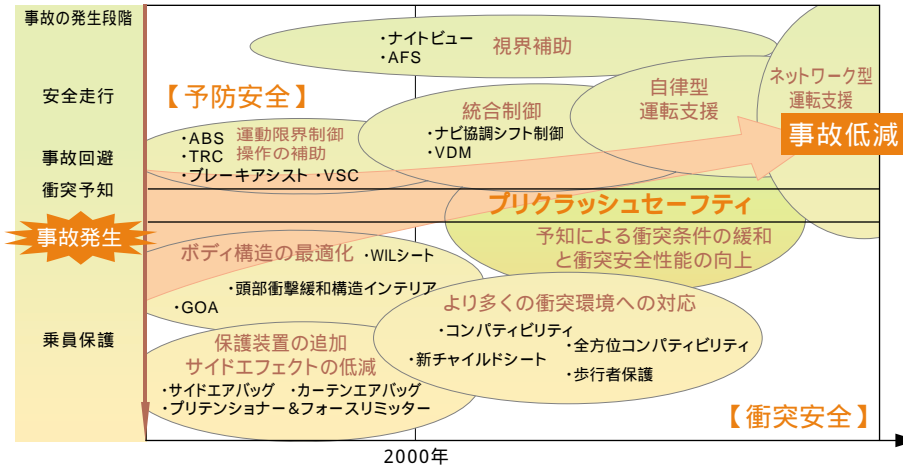 事故の発生段階
・ナイトビュー
・AFS
視界補助
安全走行
【予防安全】
統合制御
・ナビ協調シフト制御
・VDM
自律型
運転支援
ネットワーク型
運転支援
事故低減
事故回避
・ABS
・TRC
運動限界制御
操作の補助
・ブレーキアシスト ・VSC
衝突予知
プリクラッシュセーフティ
予知による衝突条件の緩和
と衝突安全性能の向上
事故発生
ボディ構造の最適化 ・WILシート
・頭部衝撃緩和構造インテリア
・GOA
より多くの衝突環境への対応
・コンパティビリティ
・全方位コンパティビリティ
・新チャイルドシート
・歩行者保護
乗員保護
保護装置の追加
サイドエフェクトの低減
・サイドエアバッグ ・カーテンエアバッグ
・プリテンショナー&フォースリミッター
【衝突安全】
2000年